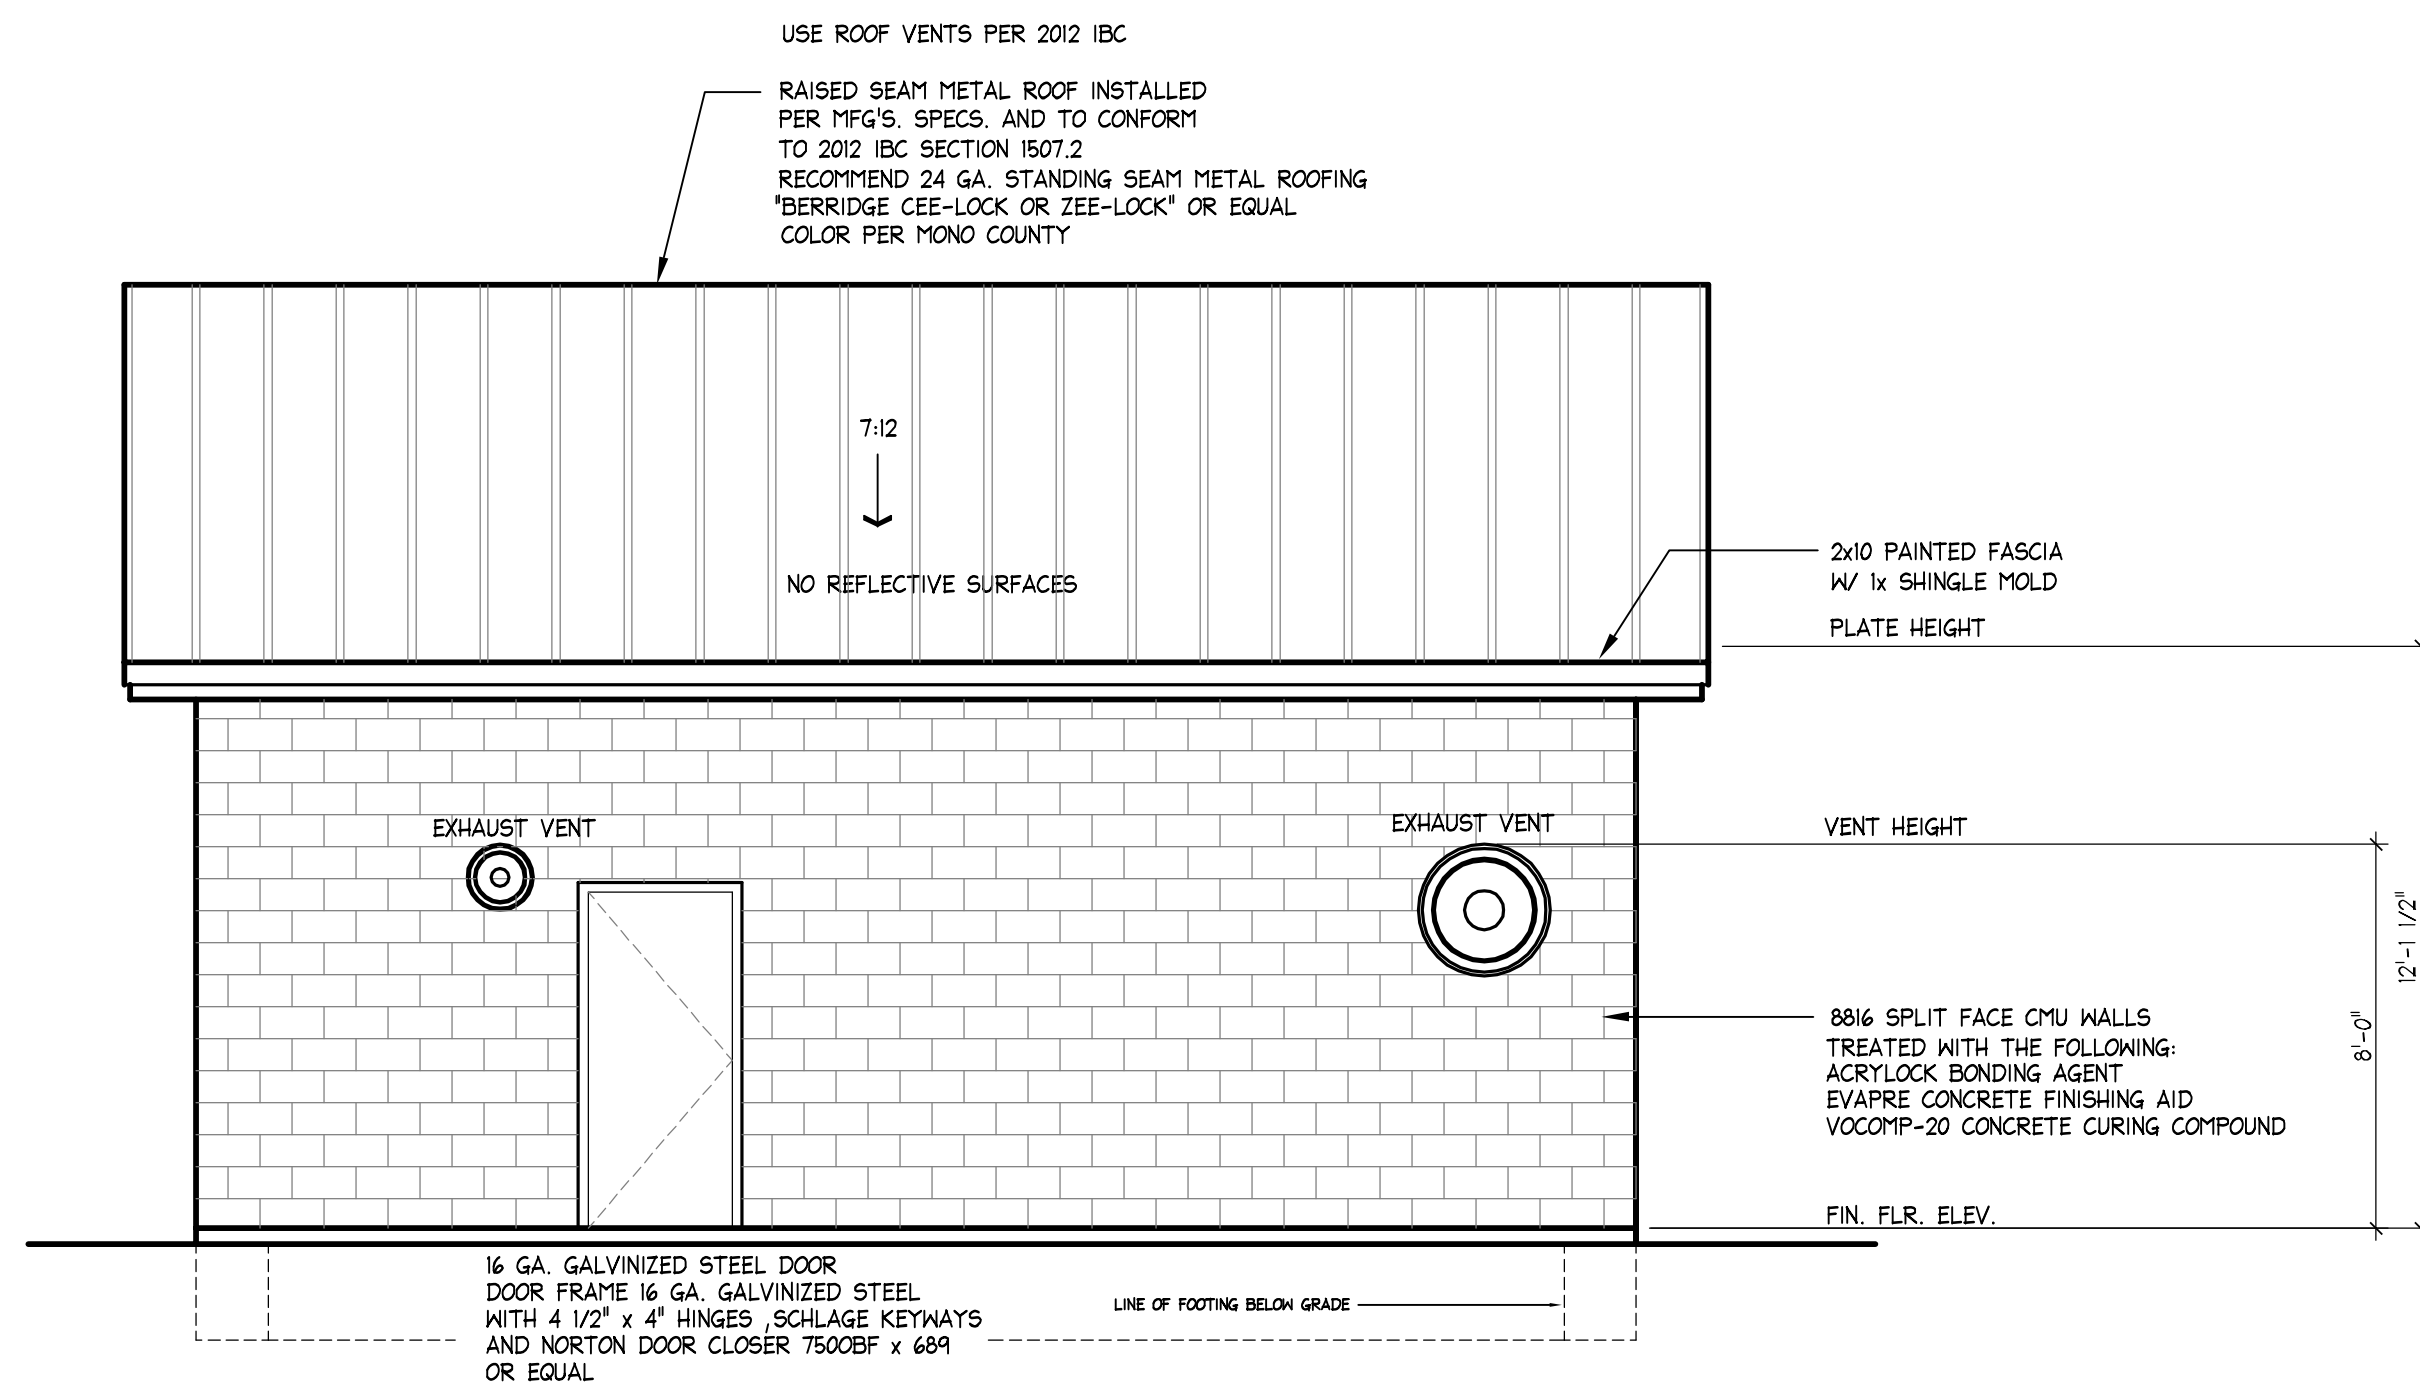 USE ROOF VENTS PER 2012 IBC
RAISED SEAM METAL ROOF INSTALLED
PER MFG'S. SPECS. AND TO CONFORM
TO 2012 IBC SECTION 1507.2
RECOMMEND 24 GA. STANDING SEAM METAL ROOFING
"BERRIDGE CEE-LOCK OR ZEE-LOCK" OR EQUAL
COLOR PER MONO COUNTY
7:12
NO REFLECTIVE SURFACES
2x10 PAINTED FASCIA
W/ 1x SHINGLE MOLD
PLATE HEIGHT
EXHAUST VENT
EXHAUST VENT
VENT HEIGHT
12'-1 1/2"
8'-0"
8816 SPLIT FACE CMU WALLS
TREATED WITH THE FOLLOWING:
ACRYLOCK BONDING AGENT
EVAPRE CONCRETE FINISHING AID
VOCOMP-20 CONCRETE CURING COMPOUND
FIN. FLR. ELEV.
16 GA. GALVINIZED STEEL DOOR
DOOR FRAME 16 GA. GALVINIZED STEEL
WITH 4 1/2" x 4" HINGES ,SCHLAGE KEYWAYS
AND NORTON DOOR CLOSER 7500BF x 689
OR EQUAL
LINE OF FOOTING BELOW GRADE